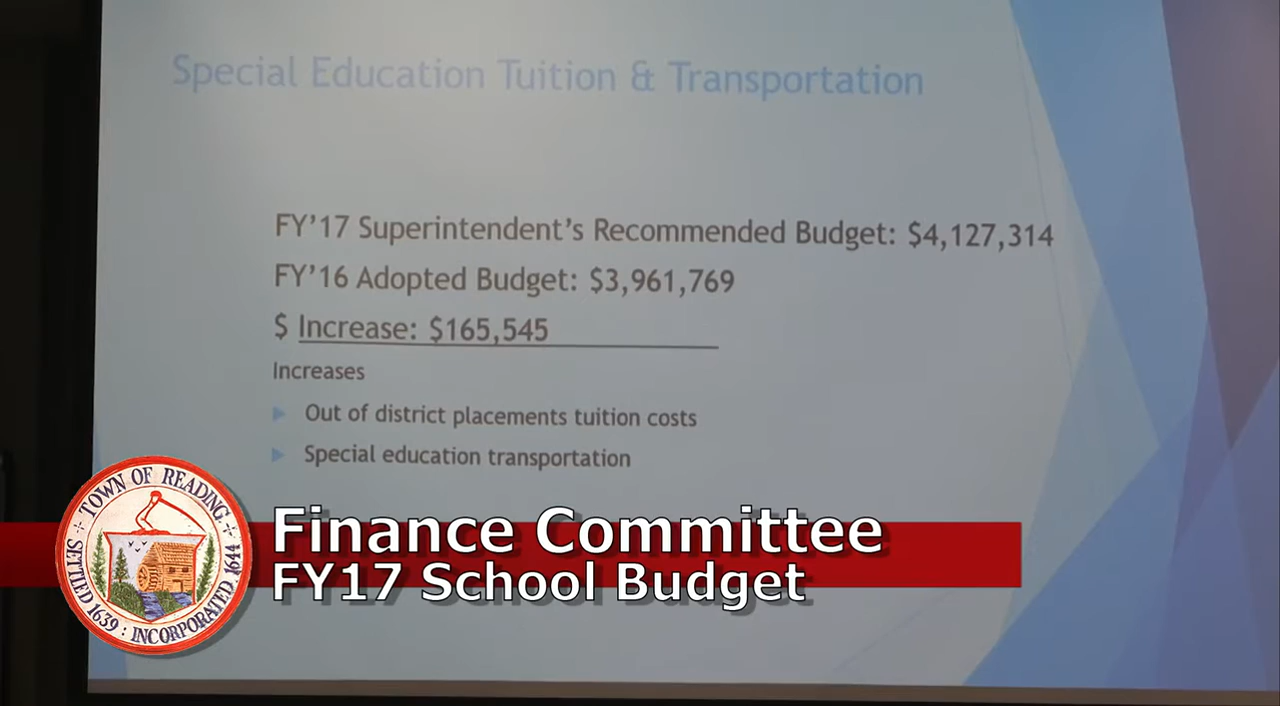 Special Education Tuition & Transportation
FY'17 Superintendent's Recommended Budget: $4,127,314
FY'16 Adopted Budget: $3,961,769
$ Increase: $165,545
Increases
Out of district placements tuition costs
Special education transportation
TOWN OF READING
SETTLED 1639 : INCORPORATED 1644
Finance Committee
FY17 School Budget